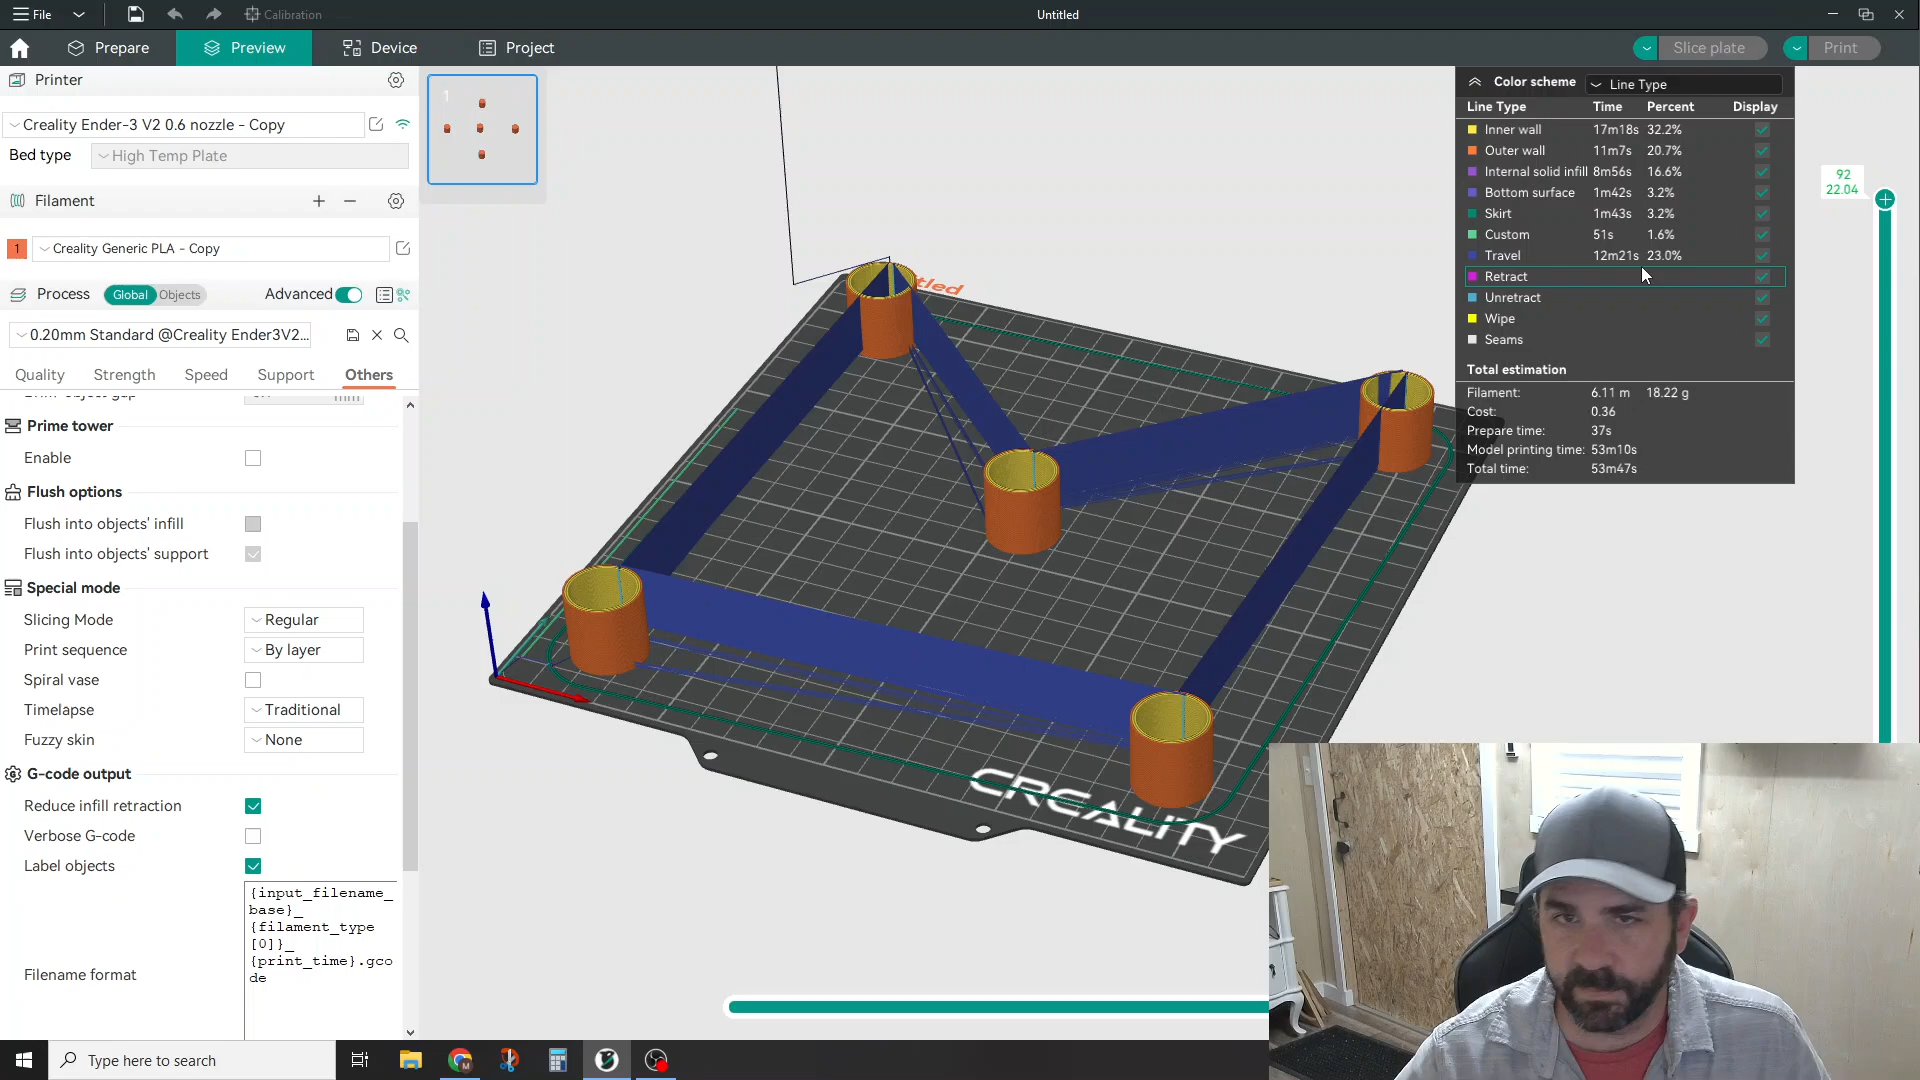 File
Calibration
Untitled
Prepare
Preview
Device
Project
Slice plate
Print
Printer
Creality Ender-3 V2 0.6 nozzle - Copy
Bed type
High Temp Plate
Filament
1
Creality Generic PLA - Copy
Process
Global
Objects
Advanced
0.20mm Standard @Creality Ender3V2...
Quality
Strength
Speed
Support
Others
mm
Prime tower
Enable
Flush options
Flush into objects' infill
Flush into objects' support
Special mode
Slicing Mode
Regular
Print sequence
By layer
Spiral vase
Timelapse
Traditional
Fuzzy skin
None
G-code output
Reduce infill retraction
Verbose G-code
Label objects
Filename format
{input_filename_
base}_
{filament_type
[0]}_
{print_time}.gco
de
1
tled
CREALITY
Color scheme
Line Type
Line Type Time Percent Display
Inner wall 17m18s 32.2%
Outer wall 11m7s 20.7%
Internal solid infill 8m56s 16.6%
Bottom surface 1m42s 3.2%
Skirt 1m43s 3.2%
Custom 51s 1.6%
Travel 12m21s 23.0%
Retract
Unretract
Wipe
Seams
Total estimation
Filament: 6.11 m 18.22 g
Cost: 0.36
Prepare time: 37s
Model printing time: 53m10s
Total time: 53m47s
92
22.04
Type here to search